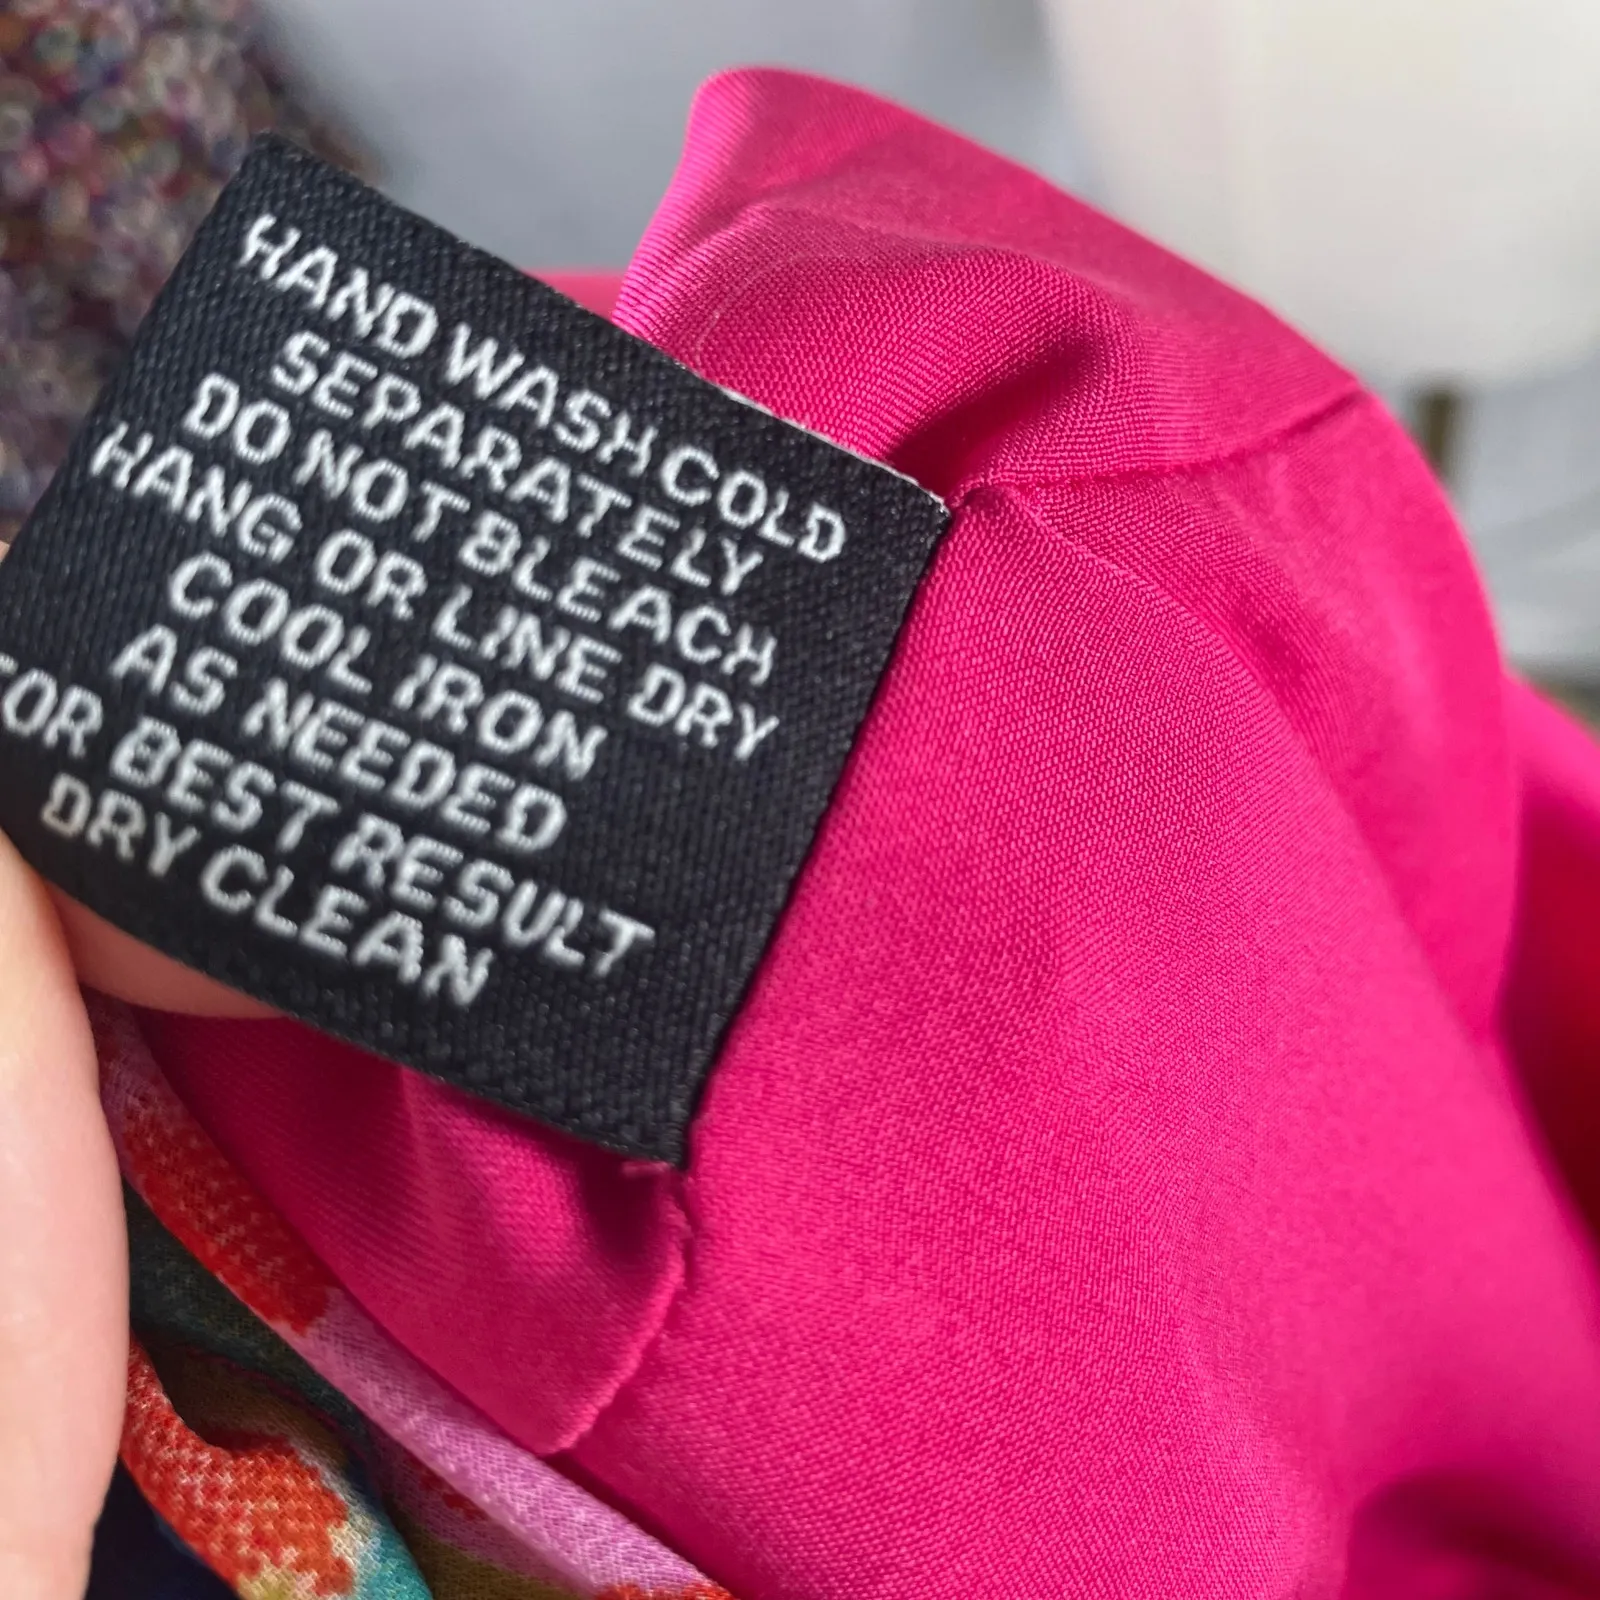 HAND WASH COLD
SEPARATELY
DO NOT BLEACH
HANG OR LINE DRY
COOL IRON
AS NEEDED
FOR BEST RESULT
DRY CLEAN